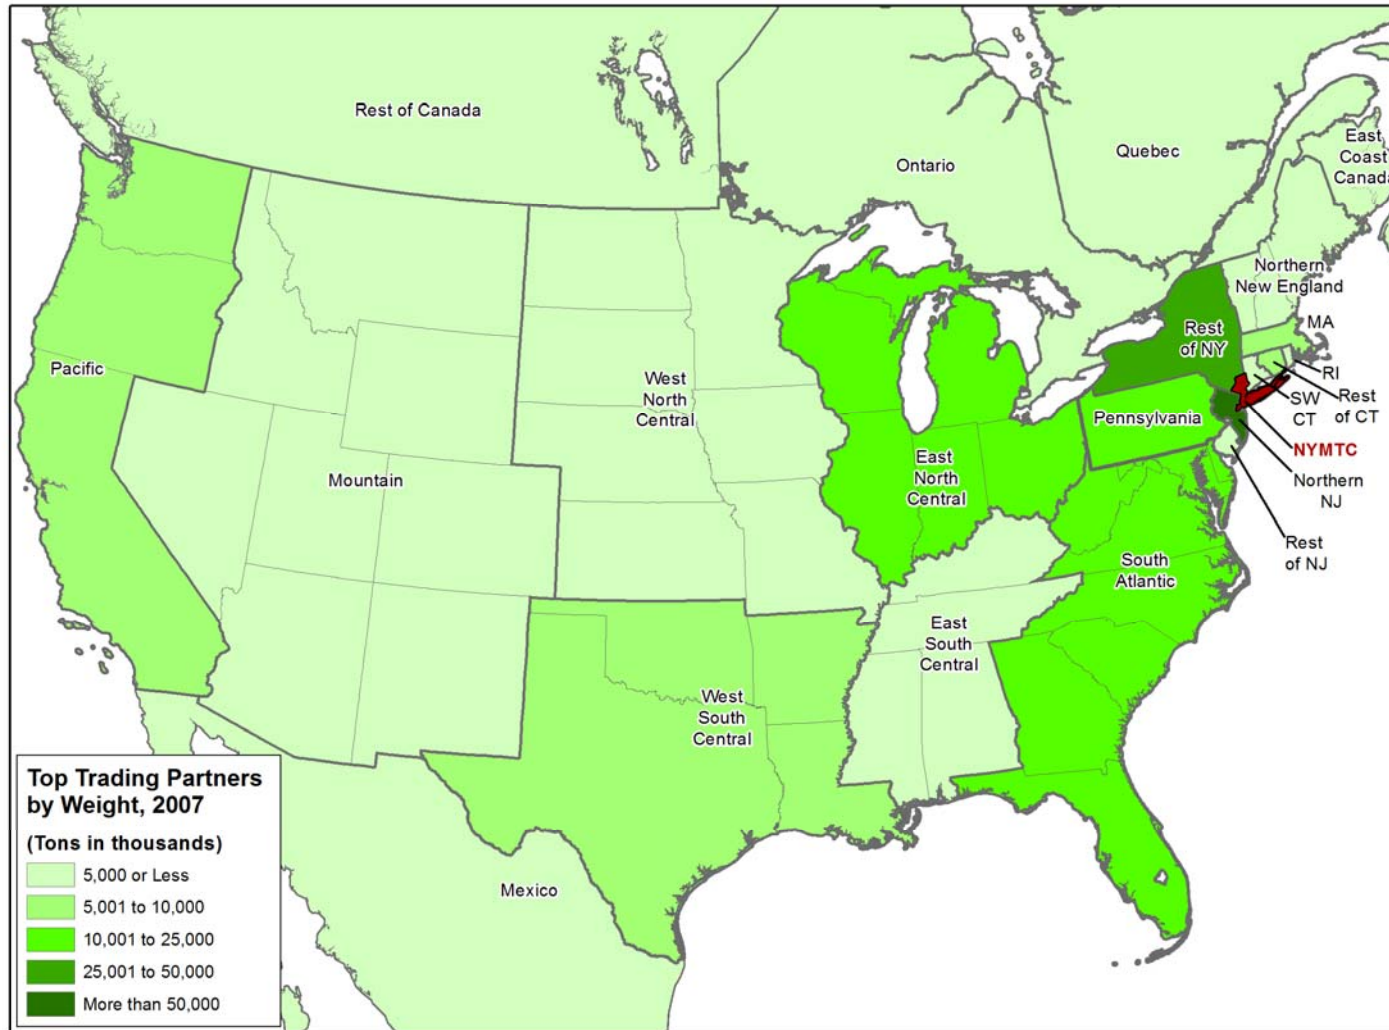 Rest of Canada
Ontario
Quebec
East
Coast
Canada
Northern
New England
Rest
of NY
MA
Pacific
West
North
Central
RI
SW
CT
Rest
of CT
Pennsylvania
NYMTC
East
North
Central
Mountain
Northern
NJ
Rest
of NJ
South
Atlantic
East
South
Central
West
South
Central
Mexico
Top Trading Partners
by Weight, 2007
(Tons in thousands)
5,000 or Less
5,001 to 10,000
10,001 to 25,000
25,001 to 50,000
More than 50,000